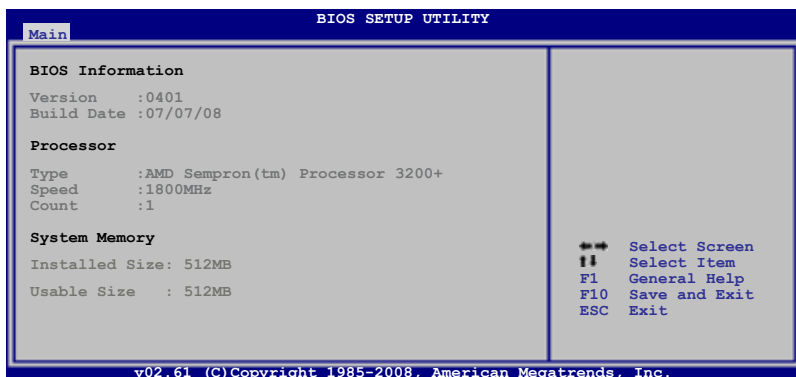 BIOS SETUP UTILITY
Main
BIOS Information
Version :0401
Build Date :07/07/08
Processor
Type :AMD Sempron(tm) Processor 3200+
Speed :1800MHz
Count :1
System Memory
Installed Size: 512MB
Usable Size : 512MB
←→ Select Screen
↑↓ Select Item
F1 General Help
F10 Save and Exit
ESC Exit
v02.61 (C)Copyright 1985-2008, American Megatrends, Inc.